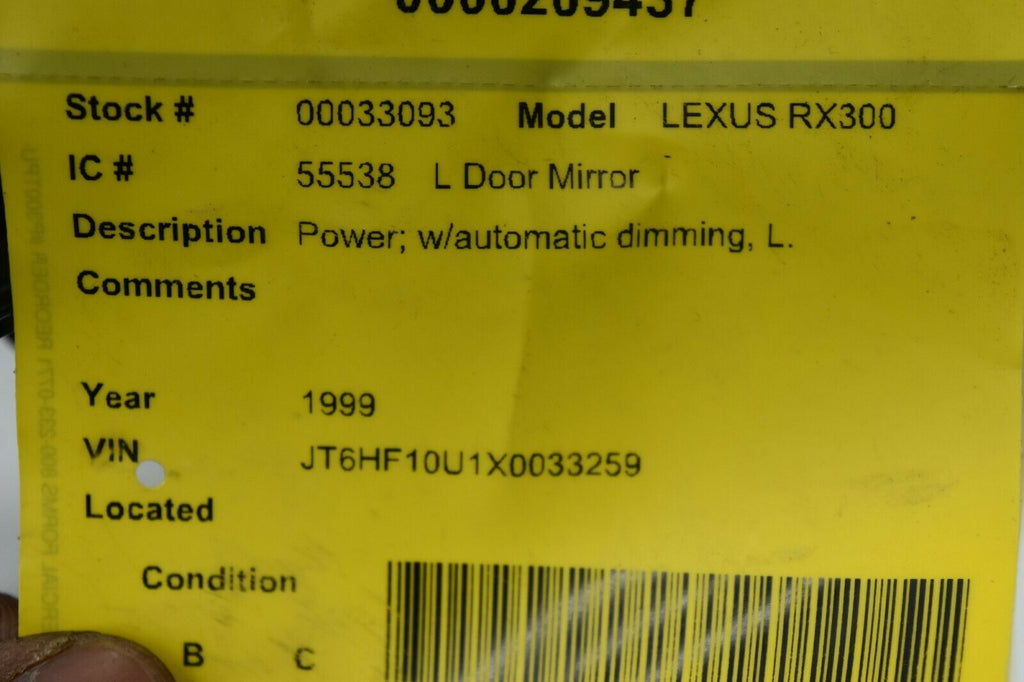 0000209437
Stock # 00033093 Model LEXUS RX300
IC # 55538 L Door Mirror
Description Power; w/automatic dimming, L.
Comments
Year 1999
VIN JT6HF10U1X0033259
Located
Condition
B C